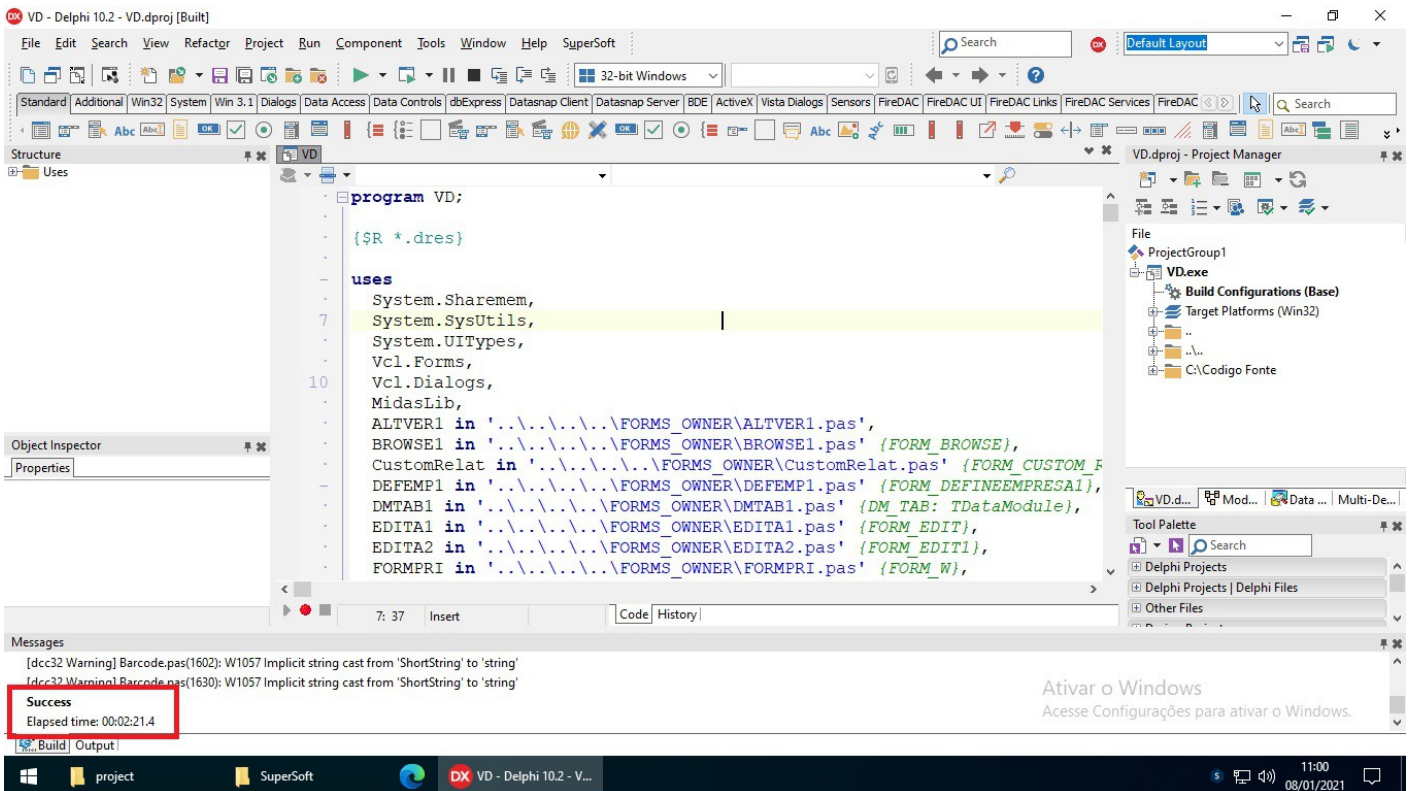 VD - Delphi 10.2 - VD.dproj [Built]
File Edit Search View Refactor Project Run Component Tools Window Help SuperSoft
Search
DX
Default Layout
32-bit Windows
Standard Additional Win32 System Win 3.1 Dialogs Data Access Data Controls dbExpress Datasnap Client Datasnap Server BDE ActiveX Vista Dialogs Sensors FireDAC FireDAC UI FireDAC Links FireDAC Services FireDAC
Search
Structure
Uses
VD
program VD;
{$R *.dres}
uses
System.Sharemem,
7 System.SysUtils,
System.UITypes,
Vcl.Forms,
10 Vcl.Dialogs,
MidasLib,
ALTVER1 in '..\..\..\..\FORMS_OWNER\ALTVER1.pas',
BROWSE1 in '..\..\..\..\FORMS_OWNER\BROWSE1.pas' {FORM_BROWSE},
CustomRelat in '..\..\..\..\FORMS_OWNER\CustomRelat.pas' {FORM_CUSTOM_R
DEFEMP1 in '..\..\..\..\FORMS_OWNER\DEFEMP1.pas' {FORM_DEFINEEMPRESA1},
DMTAB1 in '..\..\..\..\FORMS_OWNER\DMTAB1.pas' {DM_TAB: TDataModule},
EDITA1 in '..\..\..\..\FORMS_OWNER\EDITA1.pas' {FORM_EDIT},
EDITA2 in '..\..\..\..\FORMS_OWNER\EDITA2.pas' {FORM_EDIT1},
FORMPRI in '..\..\..\..\FORMS_OWNER\FORMPRI.pas' {FORM_W},
7: 37 Insert
Code History
Object Inspector
Properties
VD.dproj - Project Manager
File
ProjectGroup1
VD.exe
Build Configurations (Base)
Target Platforms (Win32)
..
..\..
C:\Codigo Fonte
VD.d... Mod... Data ... Multi-De...
Tool Palette
Search
Delphi Projects
Delphi Projects | Delphi Files
Other Files
Messages
[dcc32 Warning] Barcode.pas(1602): W1057 Implicit string cast from 'ShortString' to 'string'
[dcc32 Warning] Barcode.pas(1630): W1057 Implicit string cast from 'ShortString' to 'string'
Success
Elapsed time: 00:02:21.4
Ativar o Windows
Acesse Configurações para ativar o Windows.
Build Output
project
SuperSoft
DX VD - Delphi 10.2 - V...
11:00
08/01/2021